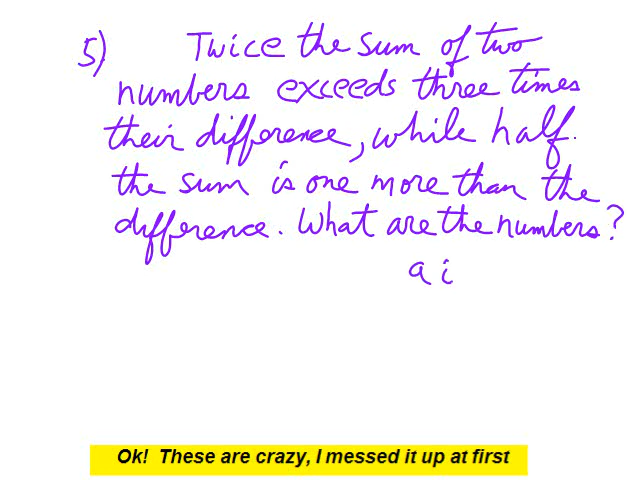 5) Twice the sum of two
numbers exceeds three times
their difference, while half
the sum is one more than the
difference. What are the numbers?
a i
Ok! These are crazy, I messed it up at first